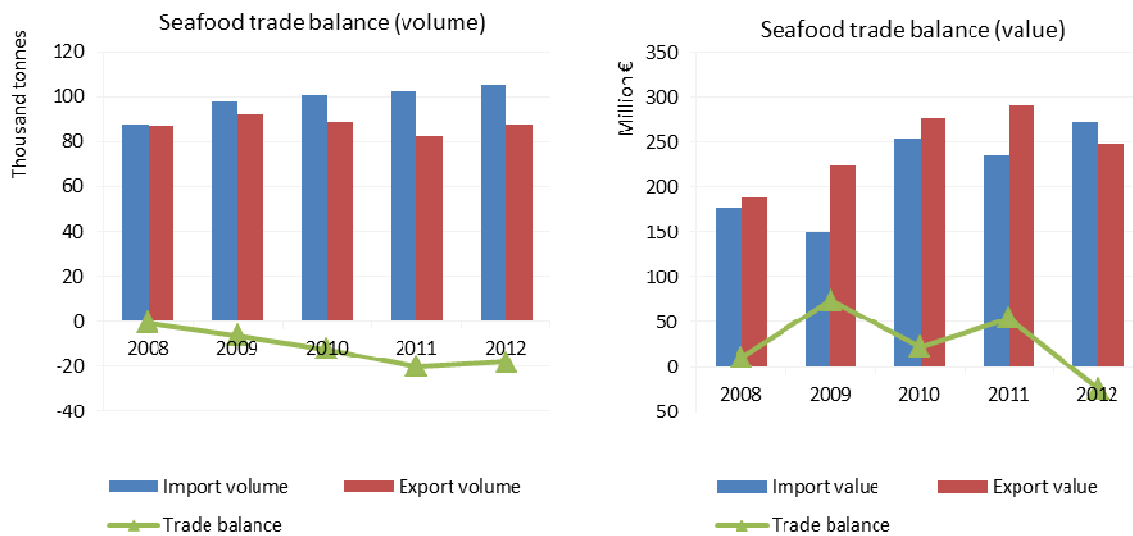 Seafood trade balance (volume)
Thousand tonnes
120
100
80
60
40
20
0
-20
-40
2008 2009 2010 2011 2012
Import volume Export volume
Trade balance
Seafood trade balance (value)
Million €
350
300
250
200
150
100
50
0
50
2008 2009 2010 2011 2012
Import value Export value
Trade balance